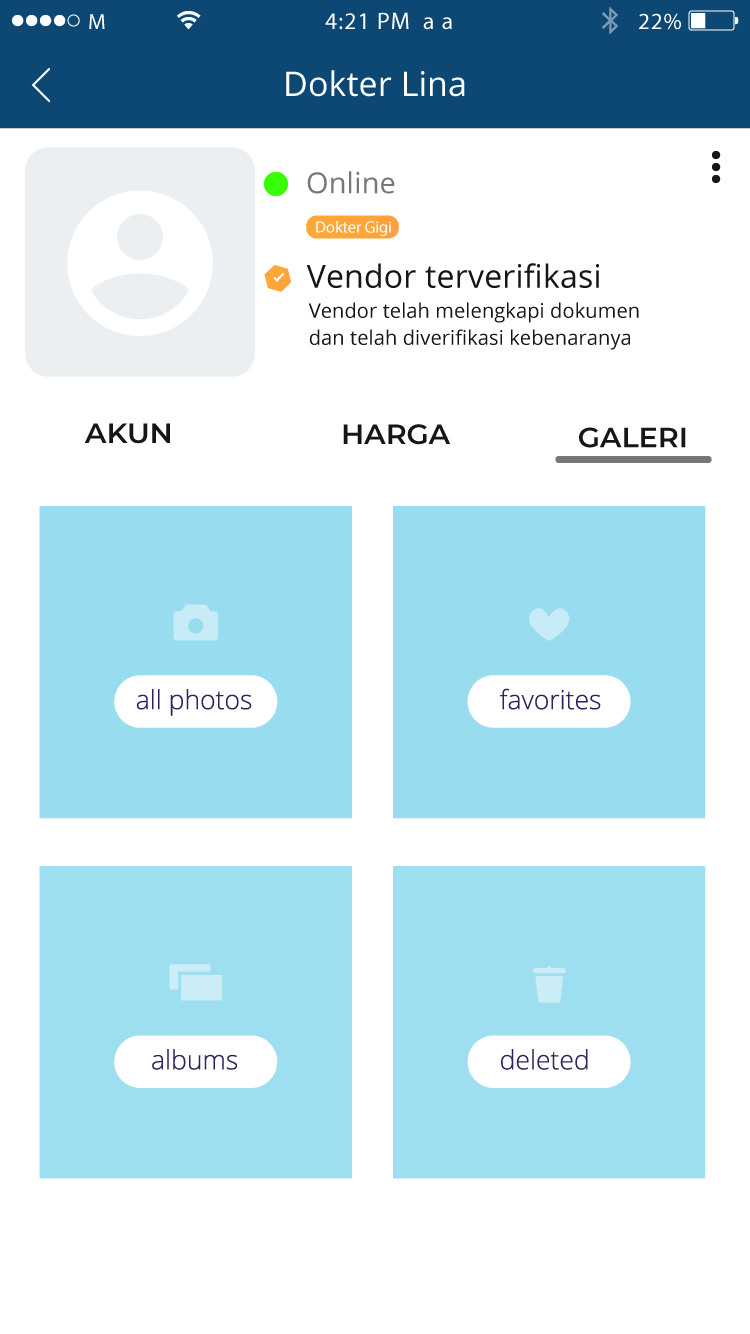 M 4:21 PM a a 22%
Dokter Lina
Online
Dokter Gigi
Vendor terverifikasi
Vendor telah melengkapi dokumen
dan telah diverifikasi kebenaranya
AKUN HARGA GALERI
all photos favorites
albums deleted